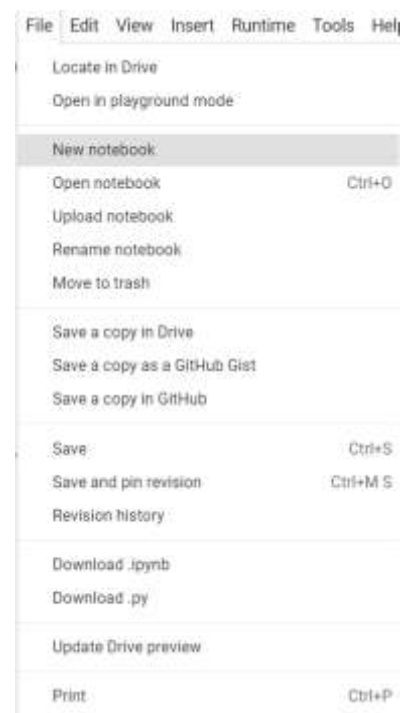 File Edit View Insert Runtime Tools Help
Locate in Drive
Open in playground mode
New notebook
Open notebook Ctrl+O
Upload notebook
Rename notebook
Move to trash
Save a copy in Drive
Save a copy as a GitHub Gist
Save a copy in GitHub
Save Ctrl+S
Save and pin revision Ctrl+M S
Revision history
Download .ipynb
Download .py
Update Drive preview
Print Ctrl+P